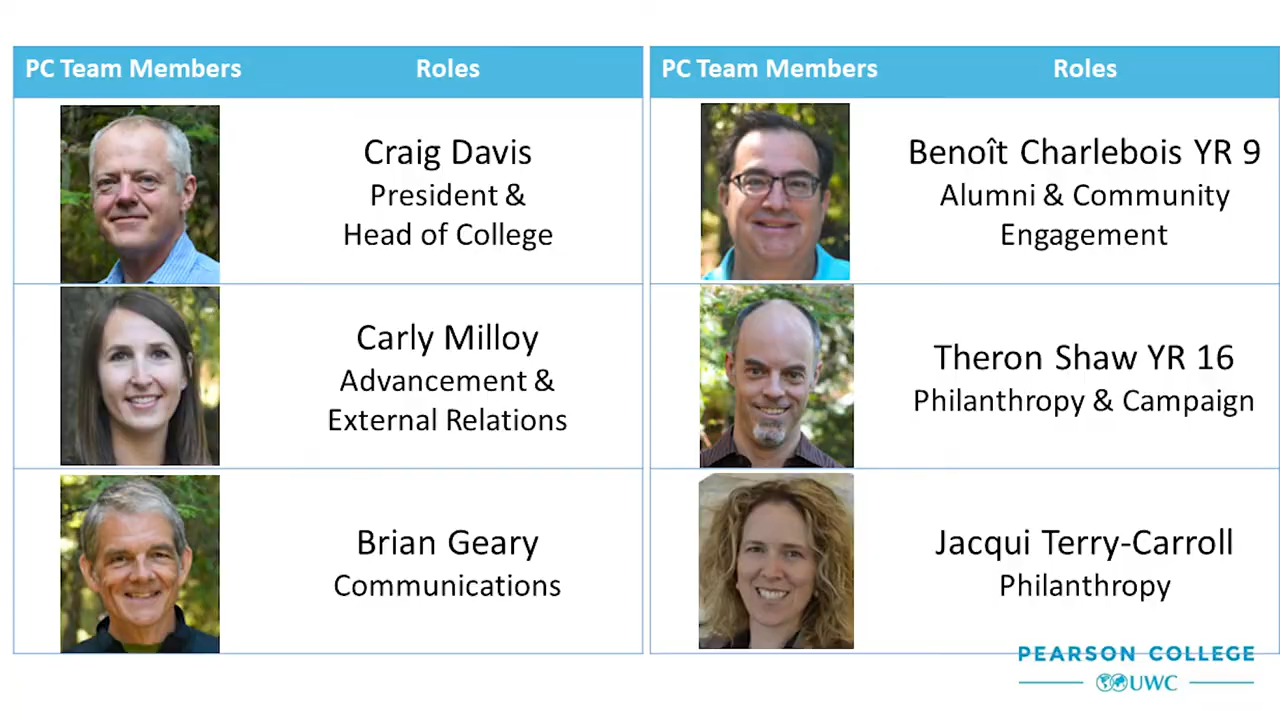 PC Team Members Roles
Craig Davis
President &
Head of College
Carly Milloy
Advancement &
External Relations
Brian Geary
Communications
PC Team Members Roles
Benoît Charlebois YR 9
Alumni & Community
Engagement
Theron Shaw YR 16
Philanthropy & Campaign
Jacqui Terry-Carroll
Philanthropy
PEARSON COLLEGE
UWC